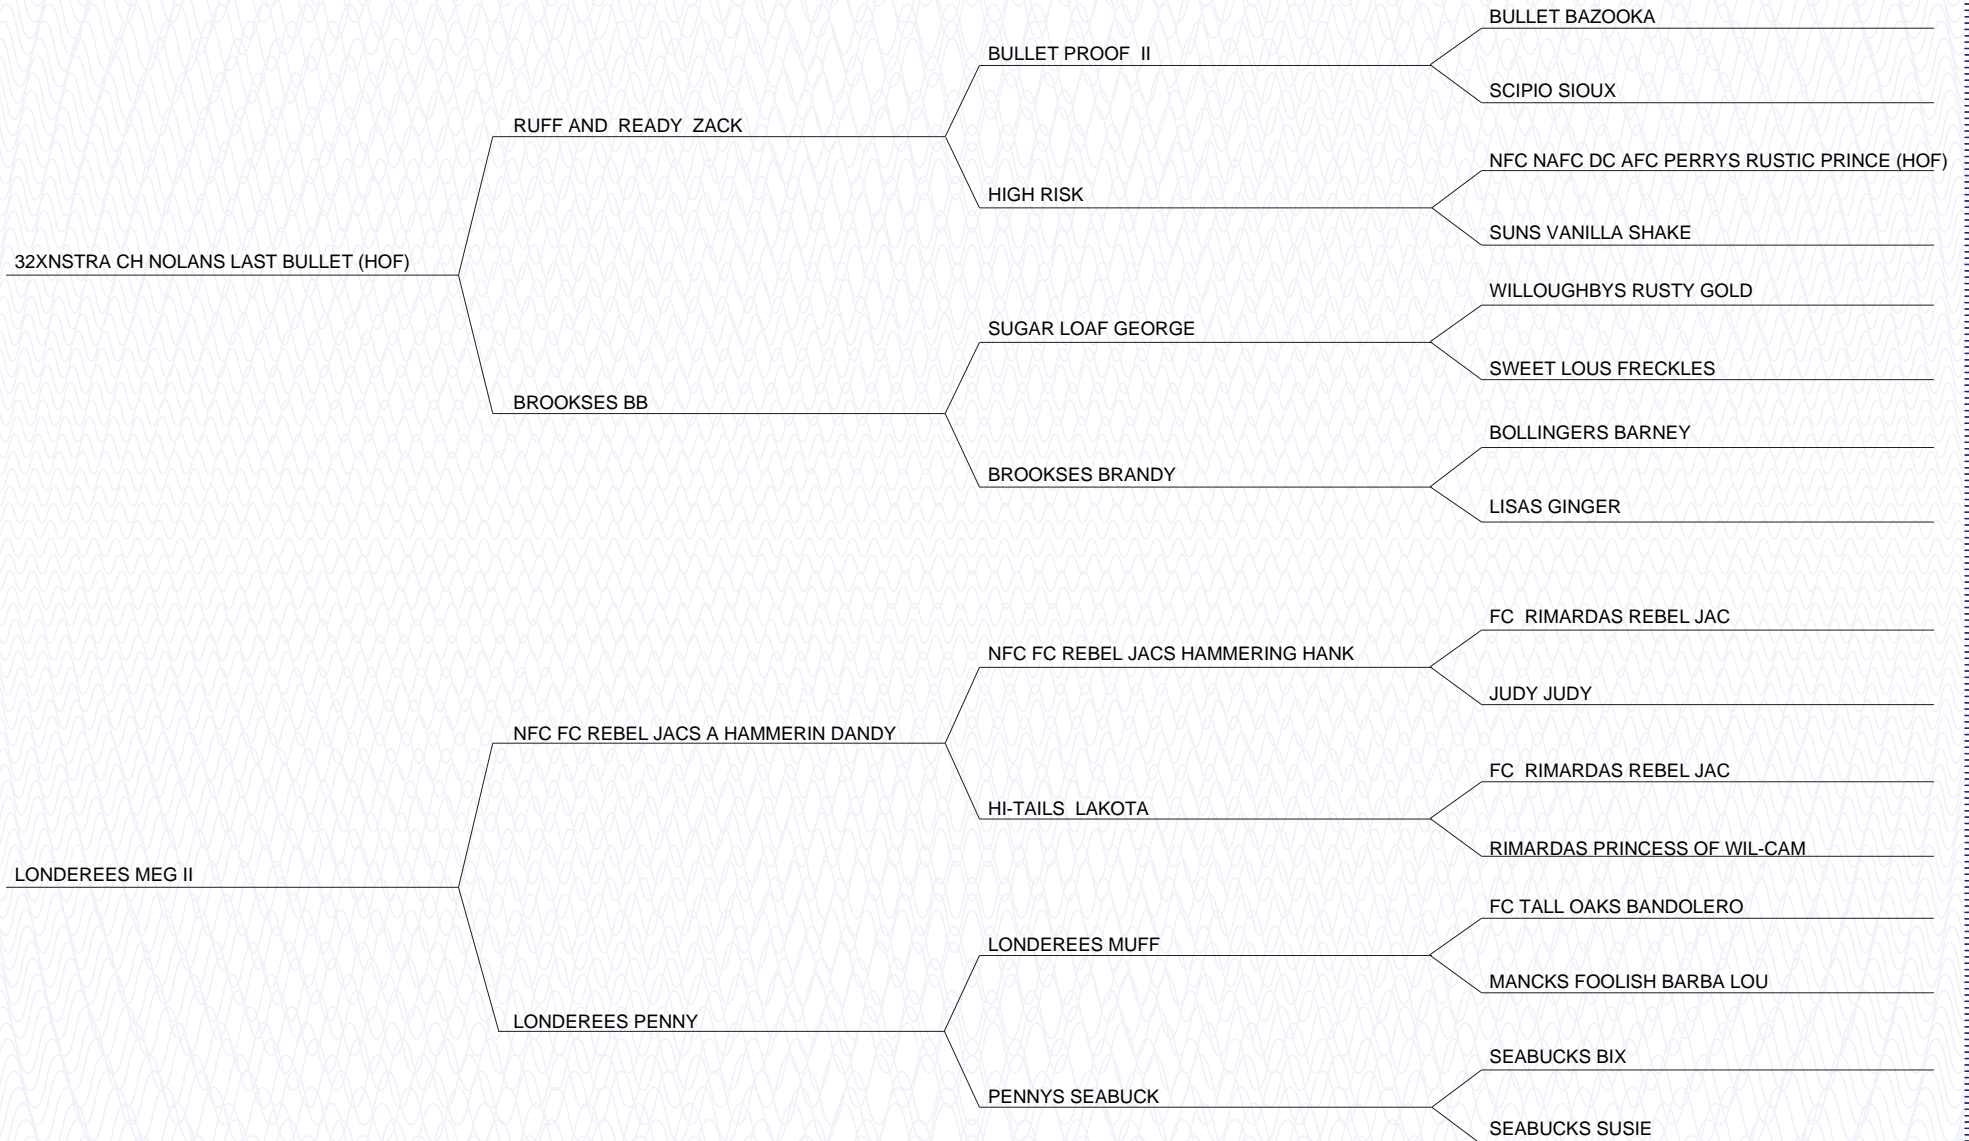 BULLET BAZOOKA
BULLET PROOF  II
SCIPIO SIOUX
RUFF AND  READY  ZACK
NFC NAFC DC AFC PERRYS RUSTIC PRINCE (HOF)
HIGH RISK
SUNS VANILLA SHAKE
32XNSTRA CH NOLANS LAST BULLET (HOF)
WILLOUGHBYS RUSTY GOLD
SUGAR LOAF GEORGE
SWEET LOUS FRECKLES
BROOKSES BB
BOLLINGERS BARNEY
BROOKSES BRANDY
LISAS GINGER
FC  RIMARDAS REBEL JAC
NFC FC REBEL JACS HAMMERING HANK
JUDY JUDY
NFC FC REBEL JACS A HAMMERIN DANDY
FC  RIMARDAS REBEL JAC
HI-TAILS  LAKOTA
RIMARDAS PRINCESS OF WIL-CAM
LONDEREES MEG II
FC TALL OAKS BANDOLERO
LONDEREES MUFF
MANCKS FOOLISH BARBA LOU
LONDEREES PENNY
SEABUCKS BIX
PENNYS SEABUCK
SEABUCKS SUSIE